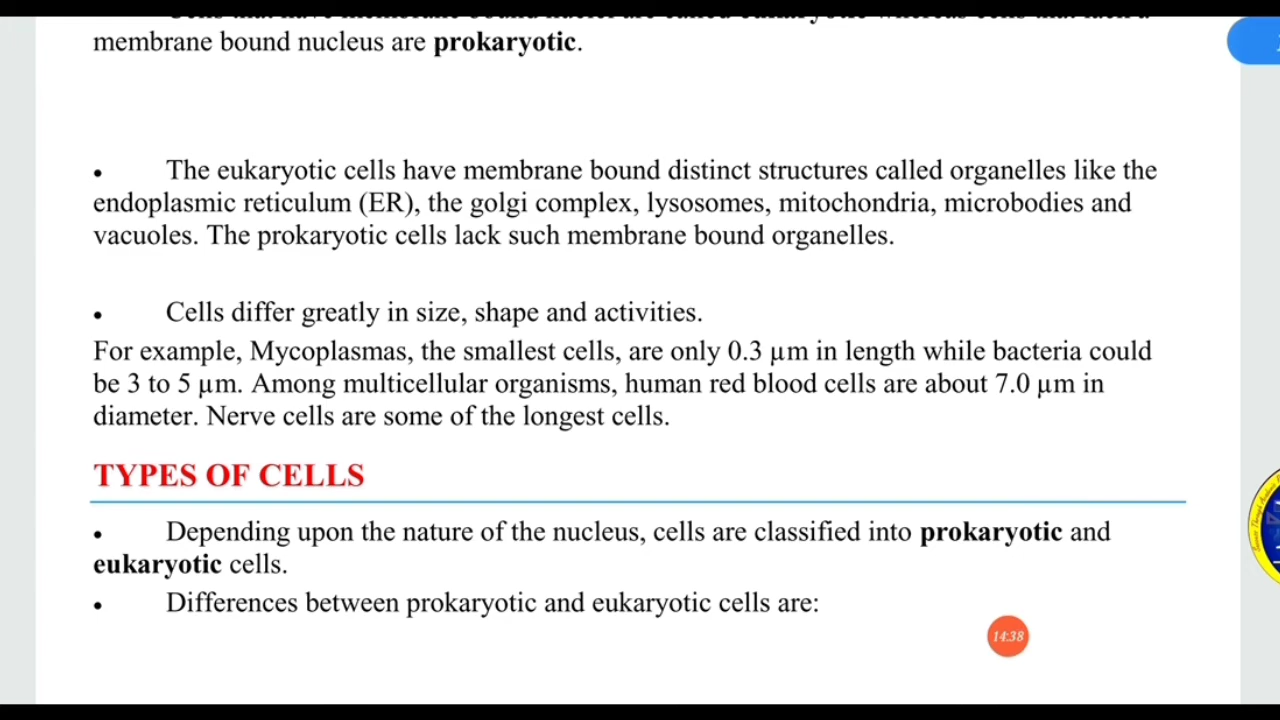 membrane bound nucleus are prokaryotic.
• The eukaryotic cells have membrane bound distinct structures called organelles like the
endoplasmic reticulum (ER), the golgi complex, lysosomes, mitochondria, microbodies and
vacuoles. The prokaryotic cells lack such membrane bound organelles.
• Cells differ greatly in size, shape and activities.
For example, Mycoplasmas, the smallest cells, are only 0.3 µm in length while bacteria could
be 3 to 5 µm. Among multicellular organisms, human red blood cells are about 7.0 µm in
diameter. Nerve cells are some of the longest cells.
TYPES OF CELLS
• Depending upon the nature of the nucleus, cells are classified into prokaryotic and
eukaryotic cells.
• Differences between prokaryotic and eukaryotic cells are:
14:38